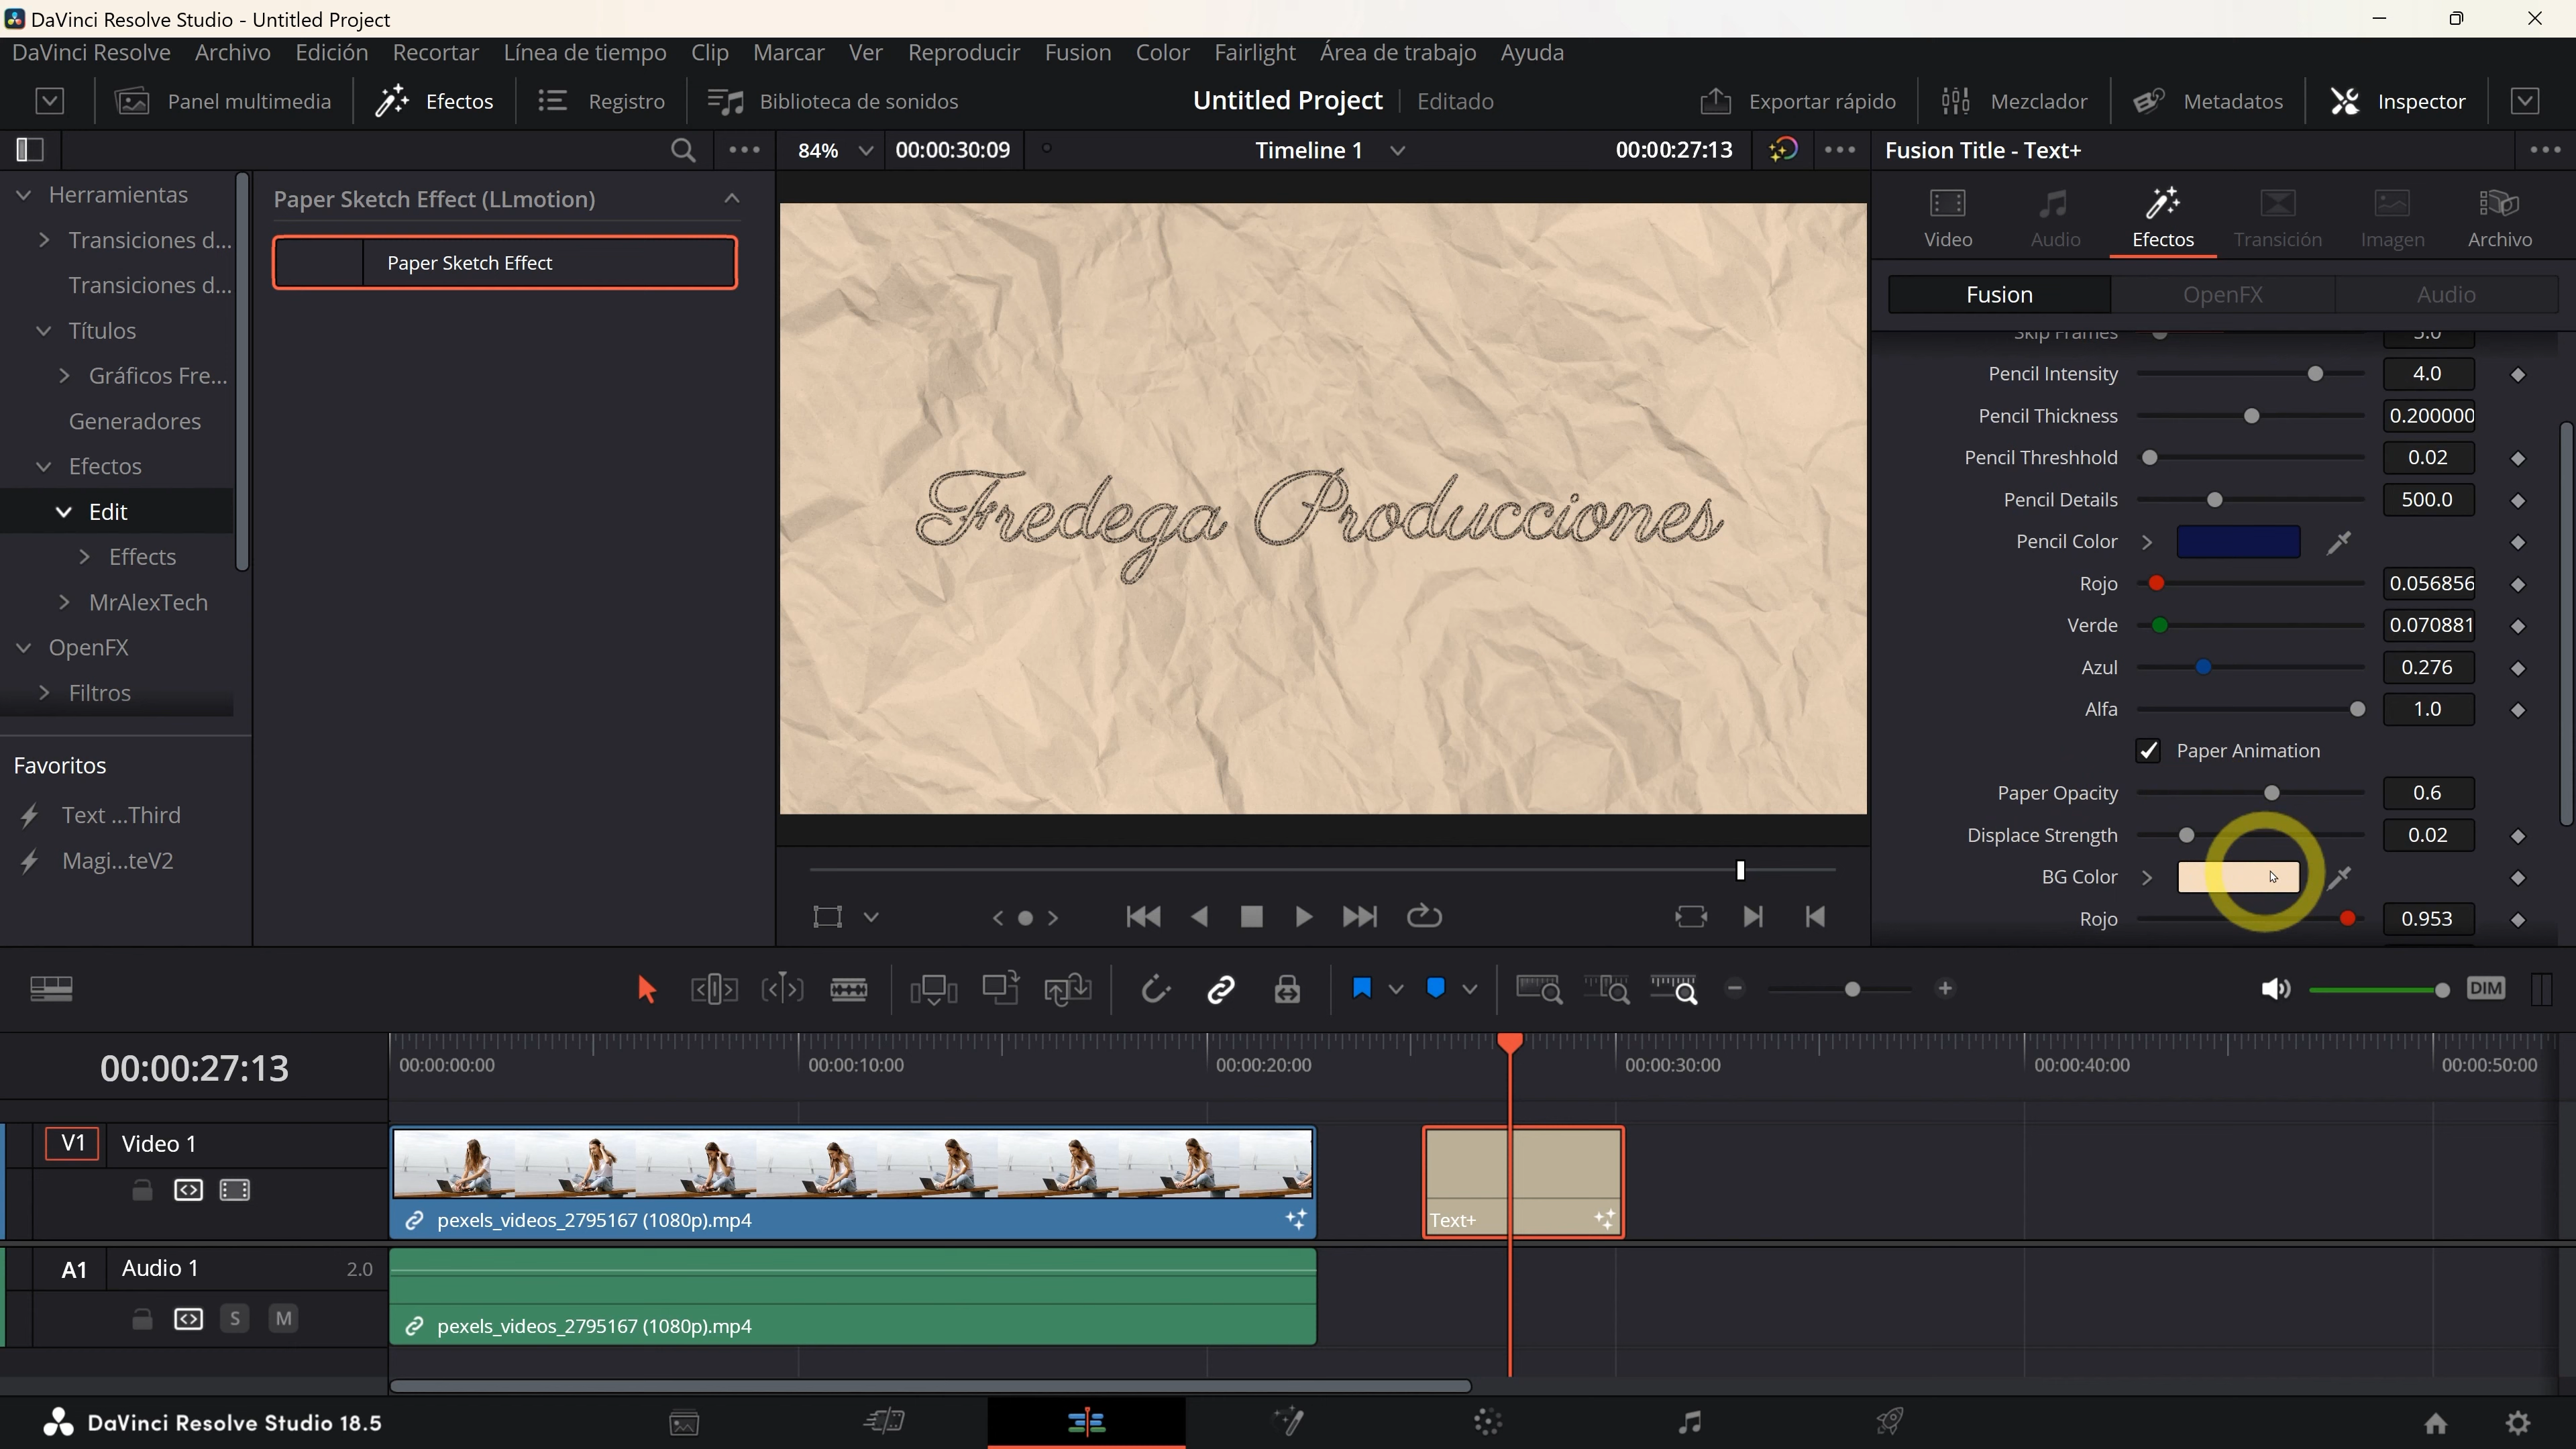 DaVinci Resolve Studio - Untitled Project
DaVinci Resolve Archivo Edición Recortar Línea de tiempo Clip Marcar Ver Reproducir Fusion Color Fairlight Área de trabajo Ayuda
Panel multimedia Efectos Registro Biblioteca de sonidos Untitled Project Editado Exportar rápido Mezclador Metadatos Inspector
84% 00:00:30:09 Timeline 1 00:00:27:13 Fusion Title - Text+
Herramientas
Transiciones d...
Transiciones d...
Títulos
Gráficos Fre...
Generadores
Efectos
Edit
Effects
MrAlexTech
OpenFX
Filtros
Favoritos
Text ...Third
Magi...teV2
Paper Sketch Effect (LLmotion)
Paper Sketch Effect
Fredega Producciones
Video Audio Efectos Transición Imagen Archivo
Fusion OpenFX Audio
Skip Frames 5.0
Pencil Intensity 4.0
Pencil Thickness 0.200000
Pencil Threshhold 0.02
Pencil Details 500.0
Pencil Color
Rojo 0.056856
Verde 0.070881
Azul 0.276
Alfa 1.0
Paper Animation
Paper Opacity 0.6
Displace Strength 0.02
BG Color
Rojo 0.953
DIM
00:00:27:13 00:00:00:00 00:00:10:00 00:00:20:00 00:00:30:00 00:00:40:00 00:00:50:00
V1 Video 1
pexels_videos_2795167 (1080p).mp4 Text+
A1 Audio 1 2.0
S M
pexels_videos_2795167 (1080p).mp4
DaVinci Resolve Studio 18.5